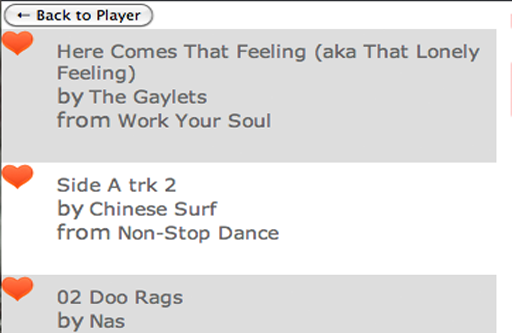 ← Back to Player
Here Comes That Feeling (aka That Lonely
Feeling)
by The Gaylets
from Work Your Soul
Side A trk 2
by Chinese Surf
from Non-Stop Dance
02 Doo Rags
by Nas